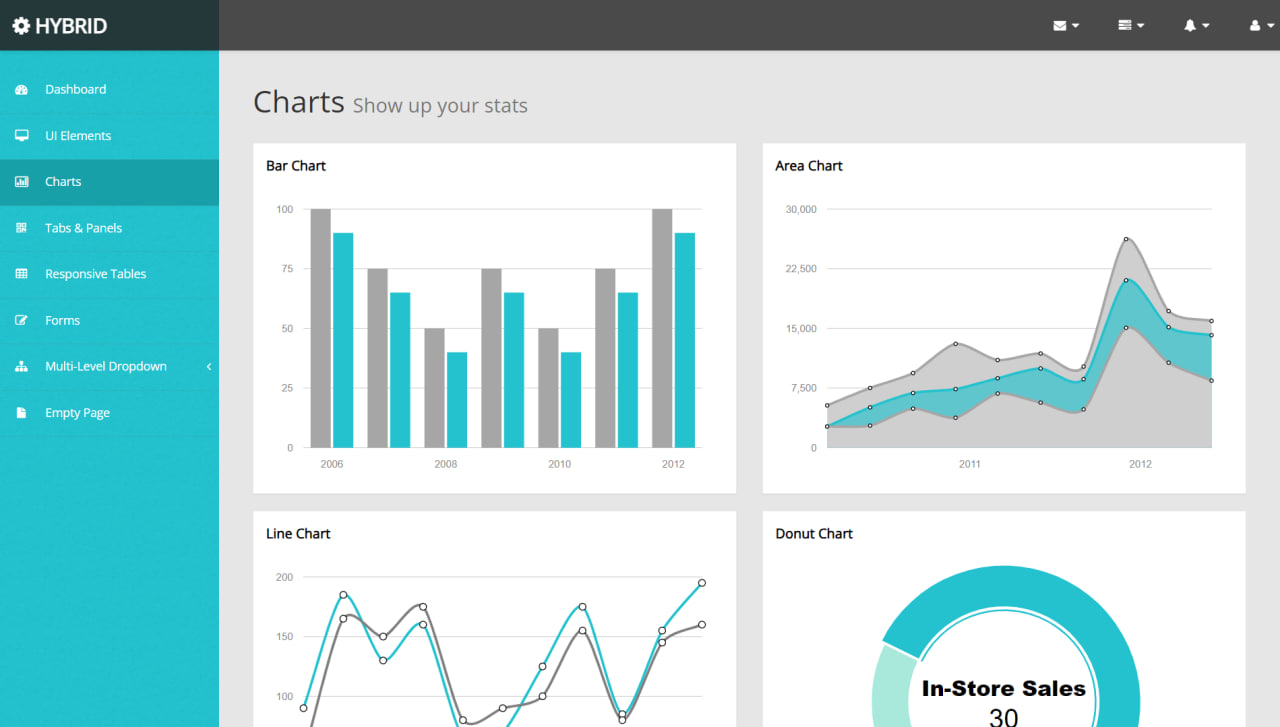 HYBRID
Dashboard
UI Elements
Charts
Tabs & Panels
Responsive Tables
Forms
Multi-Level Dropdown
Empty Page
Charts Show up your stats
Bar Chart
100
75
50
25
0
2006 2008 2010 2012
Area Chart
30,000
22,500
15,000
7,500
0
2011 2012
Line Chart
200
150
100
Donut Chart
In-Store Sales
30